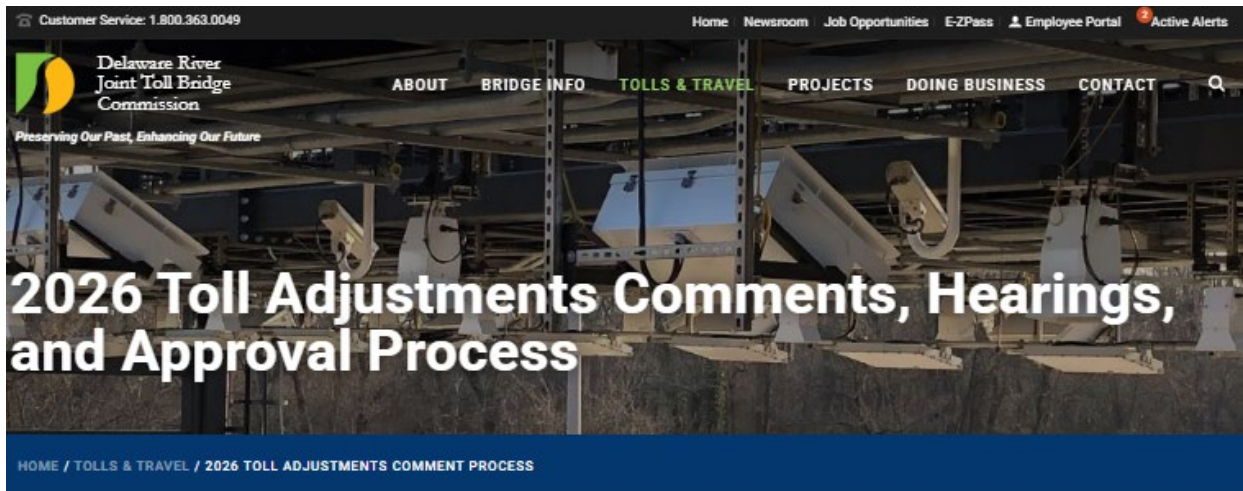 Customer Service: 1.800.363.0049
Home Newsroom Job Opportunities E-ZPass Employee Portal 2 Active Alerts
Delaware River
Joint Toll Bridge
Commission
Preserving Our Past, Enhancing Our Future
ABOUT BRIDGE INFO TOLLS & TRAVEL PROJECTS DOING BUSINESS CONTACT
2026 Toll Adjustments Comments, Hearings,
and Approval Process
HOME / TOLLS & TRAVEL / 2026 TOLL ADJUSTMENTS COMMENT PROCESS